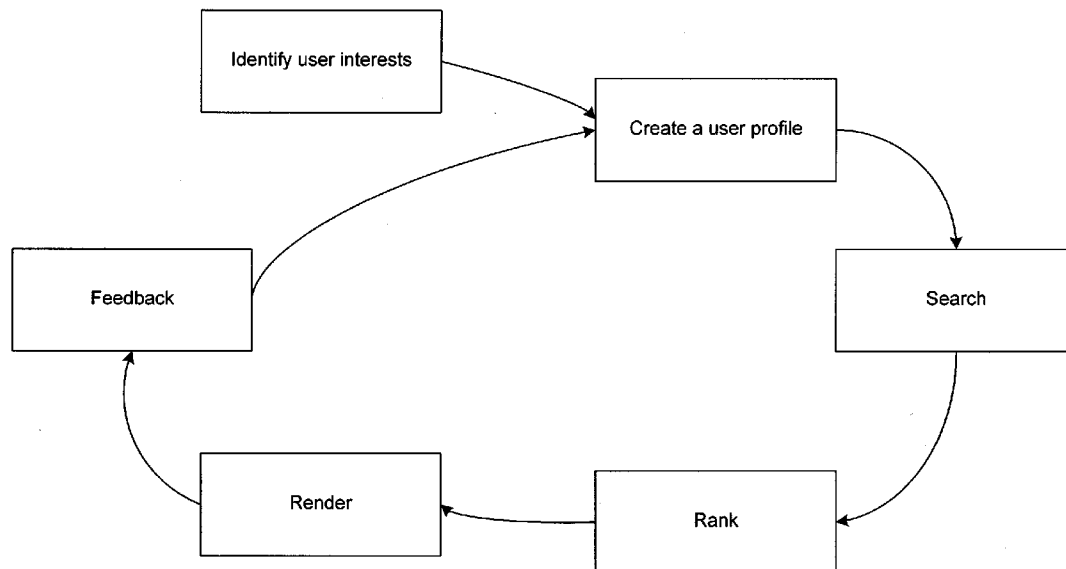 Identify user interests
Create a user profile
Feedback
Search
Render
Rank